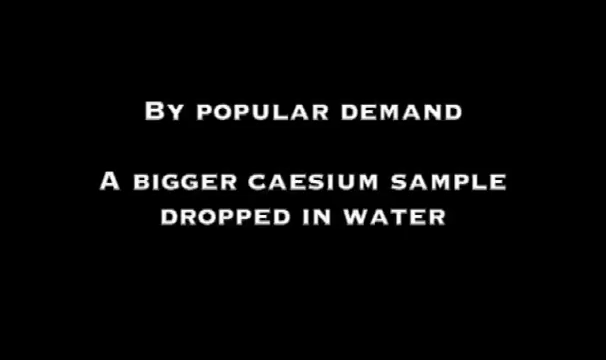 By popular demand
A bigger caesium sample
dropped in water